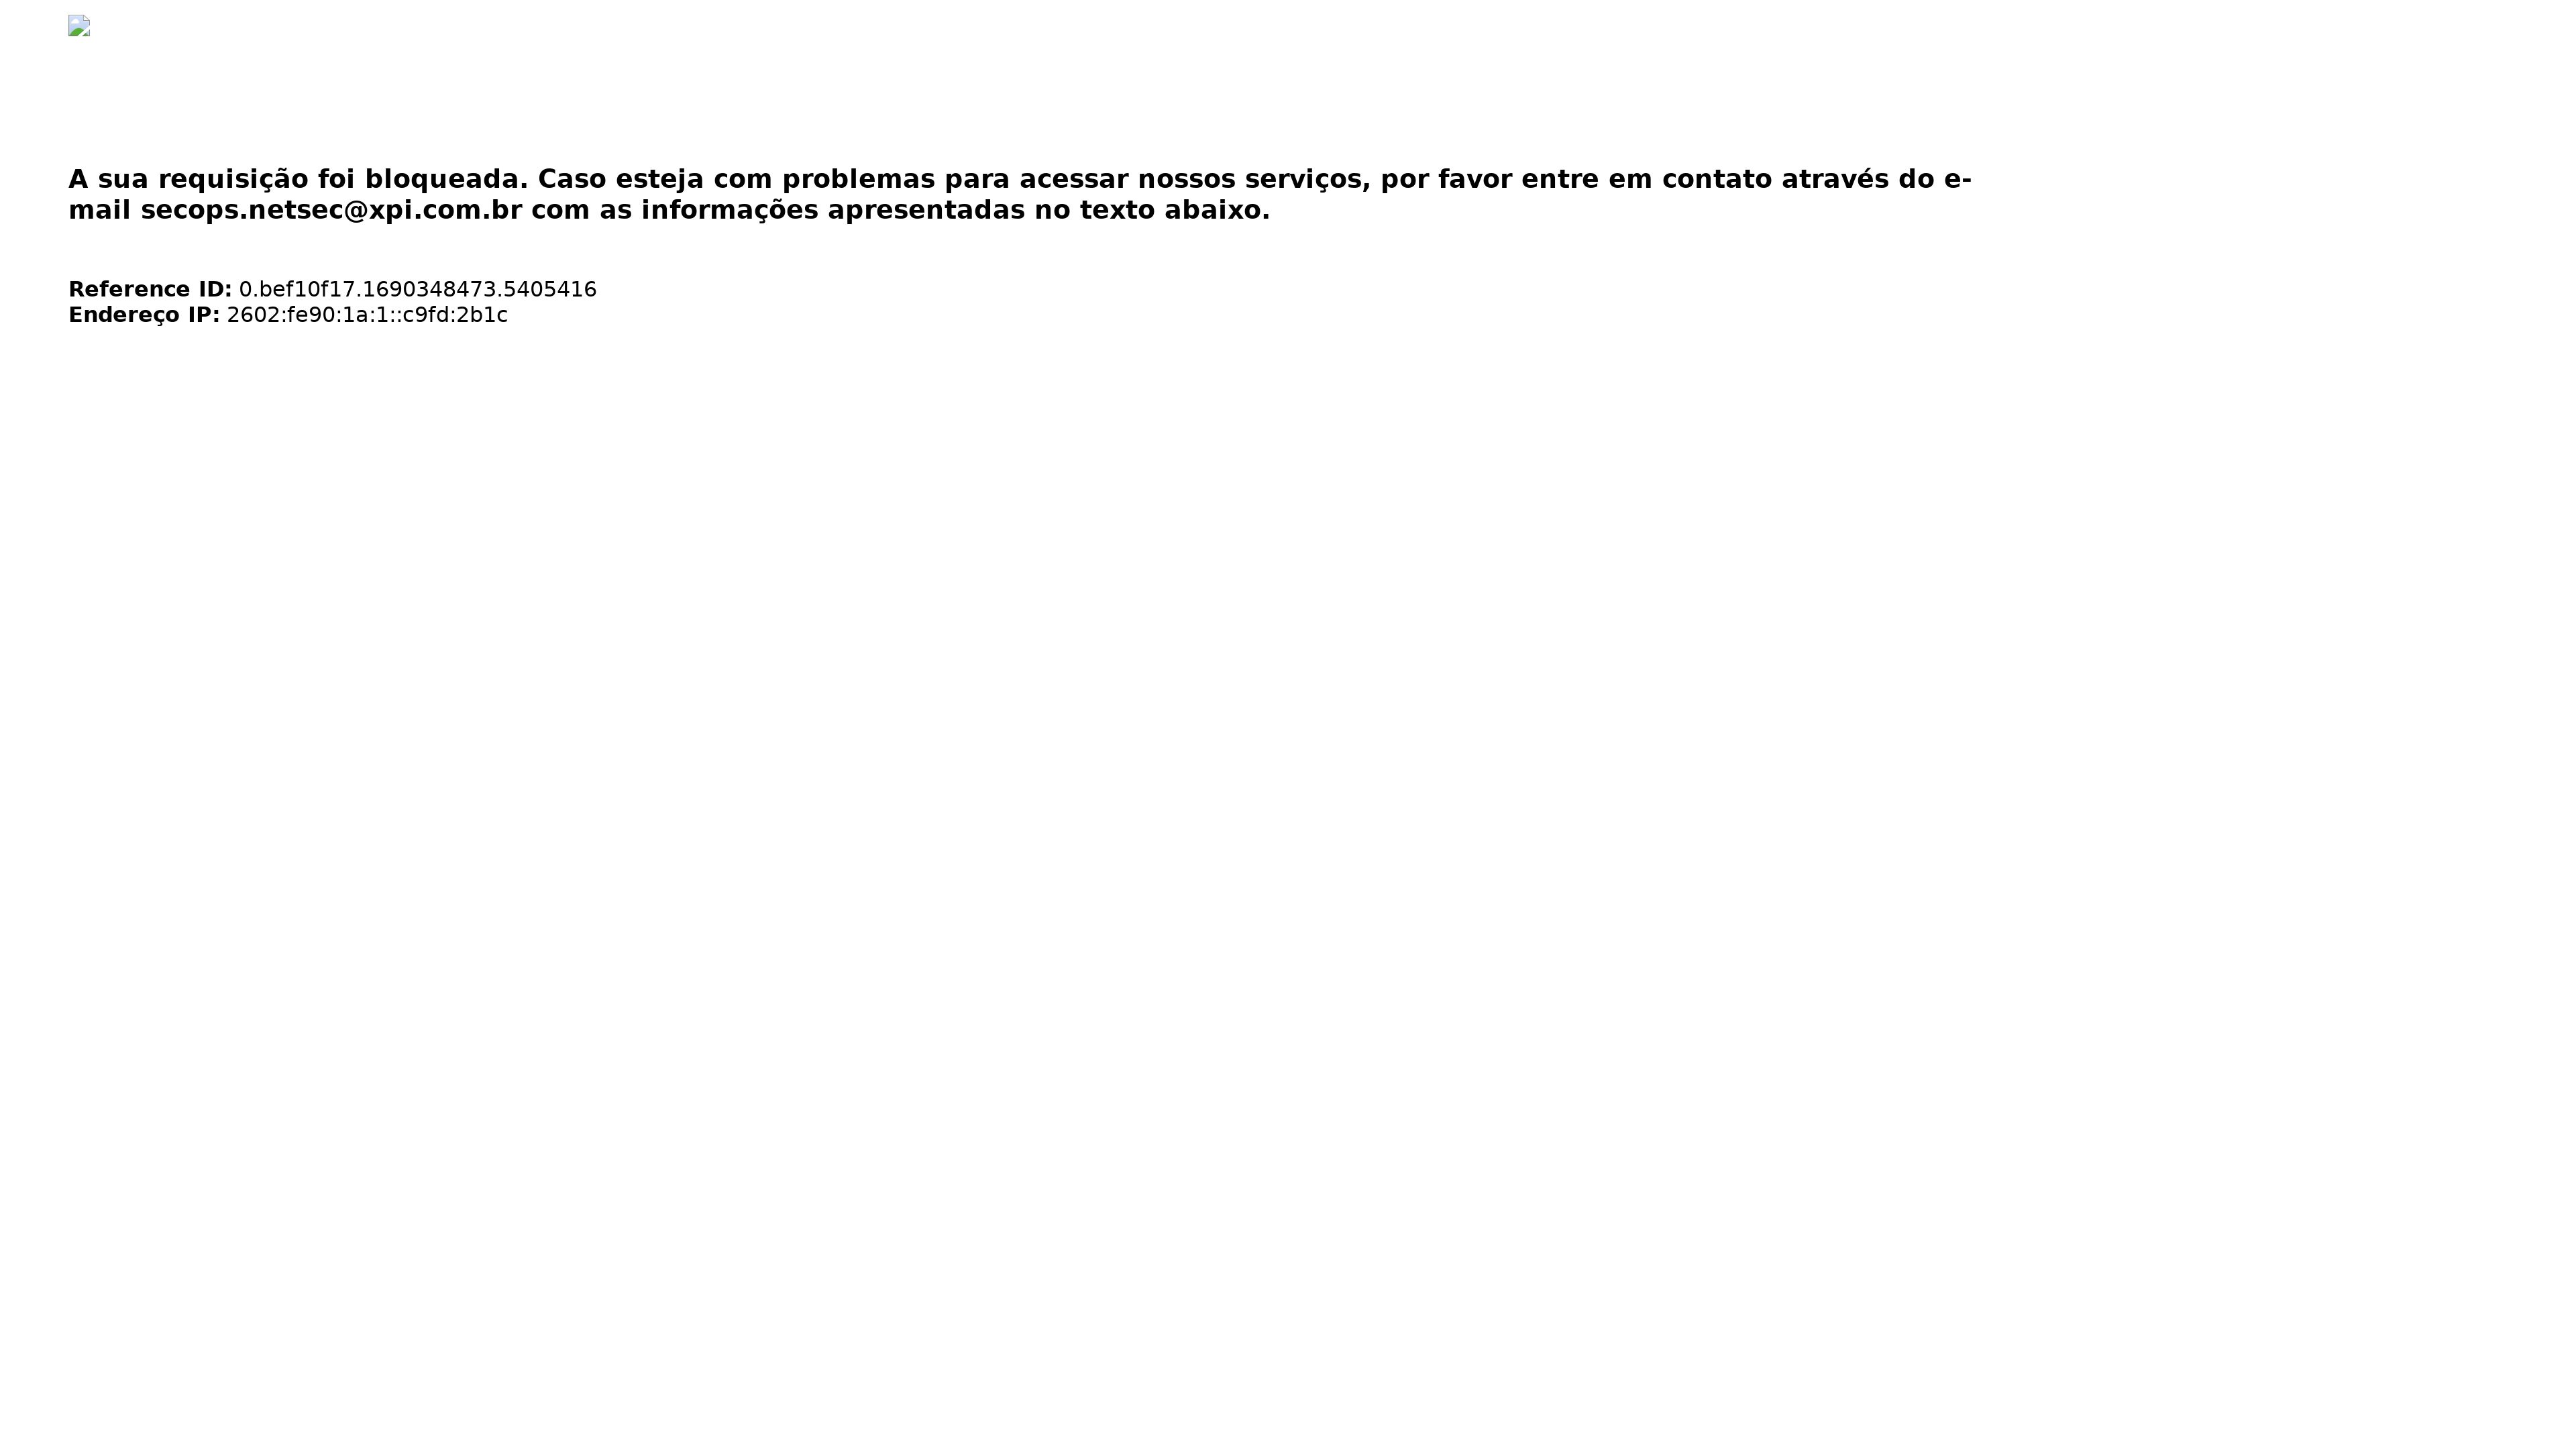 A sua requisição foi bloqueada. Caso esteja com problemas para acessar nossos serviços, por favor entre em contato através do e-
mail secops.netsec@xpi.com.br com as informações apresentadas no texto abaixo.
Reference ID: 0.bef10f17.1690348473.5405416
Endereço IP: 2602:fe90:1a:1::c9fd:2b1c